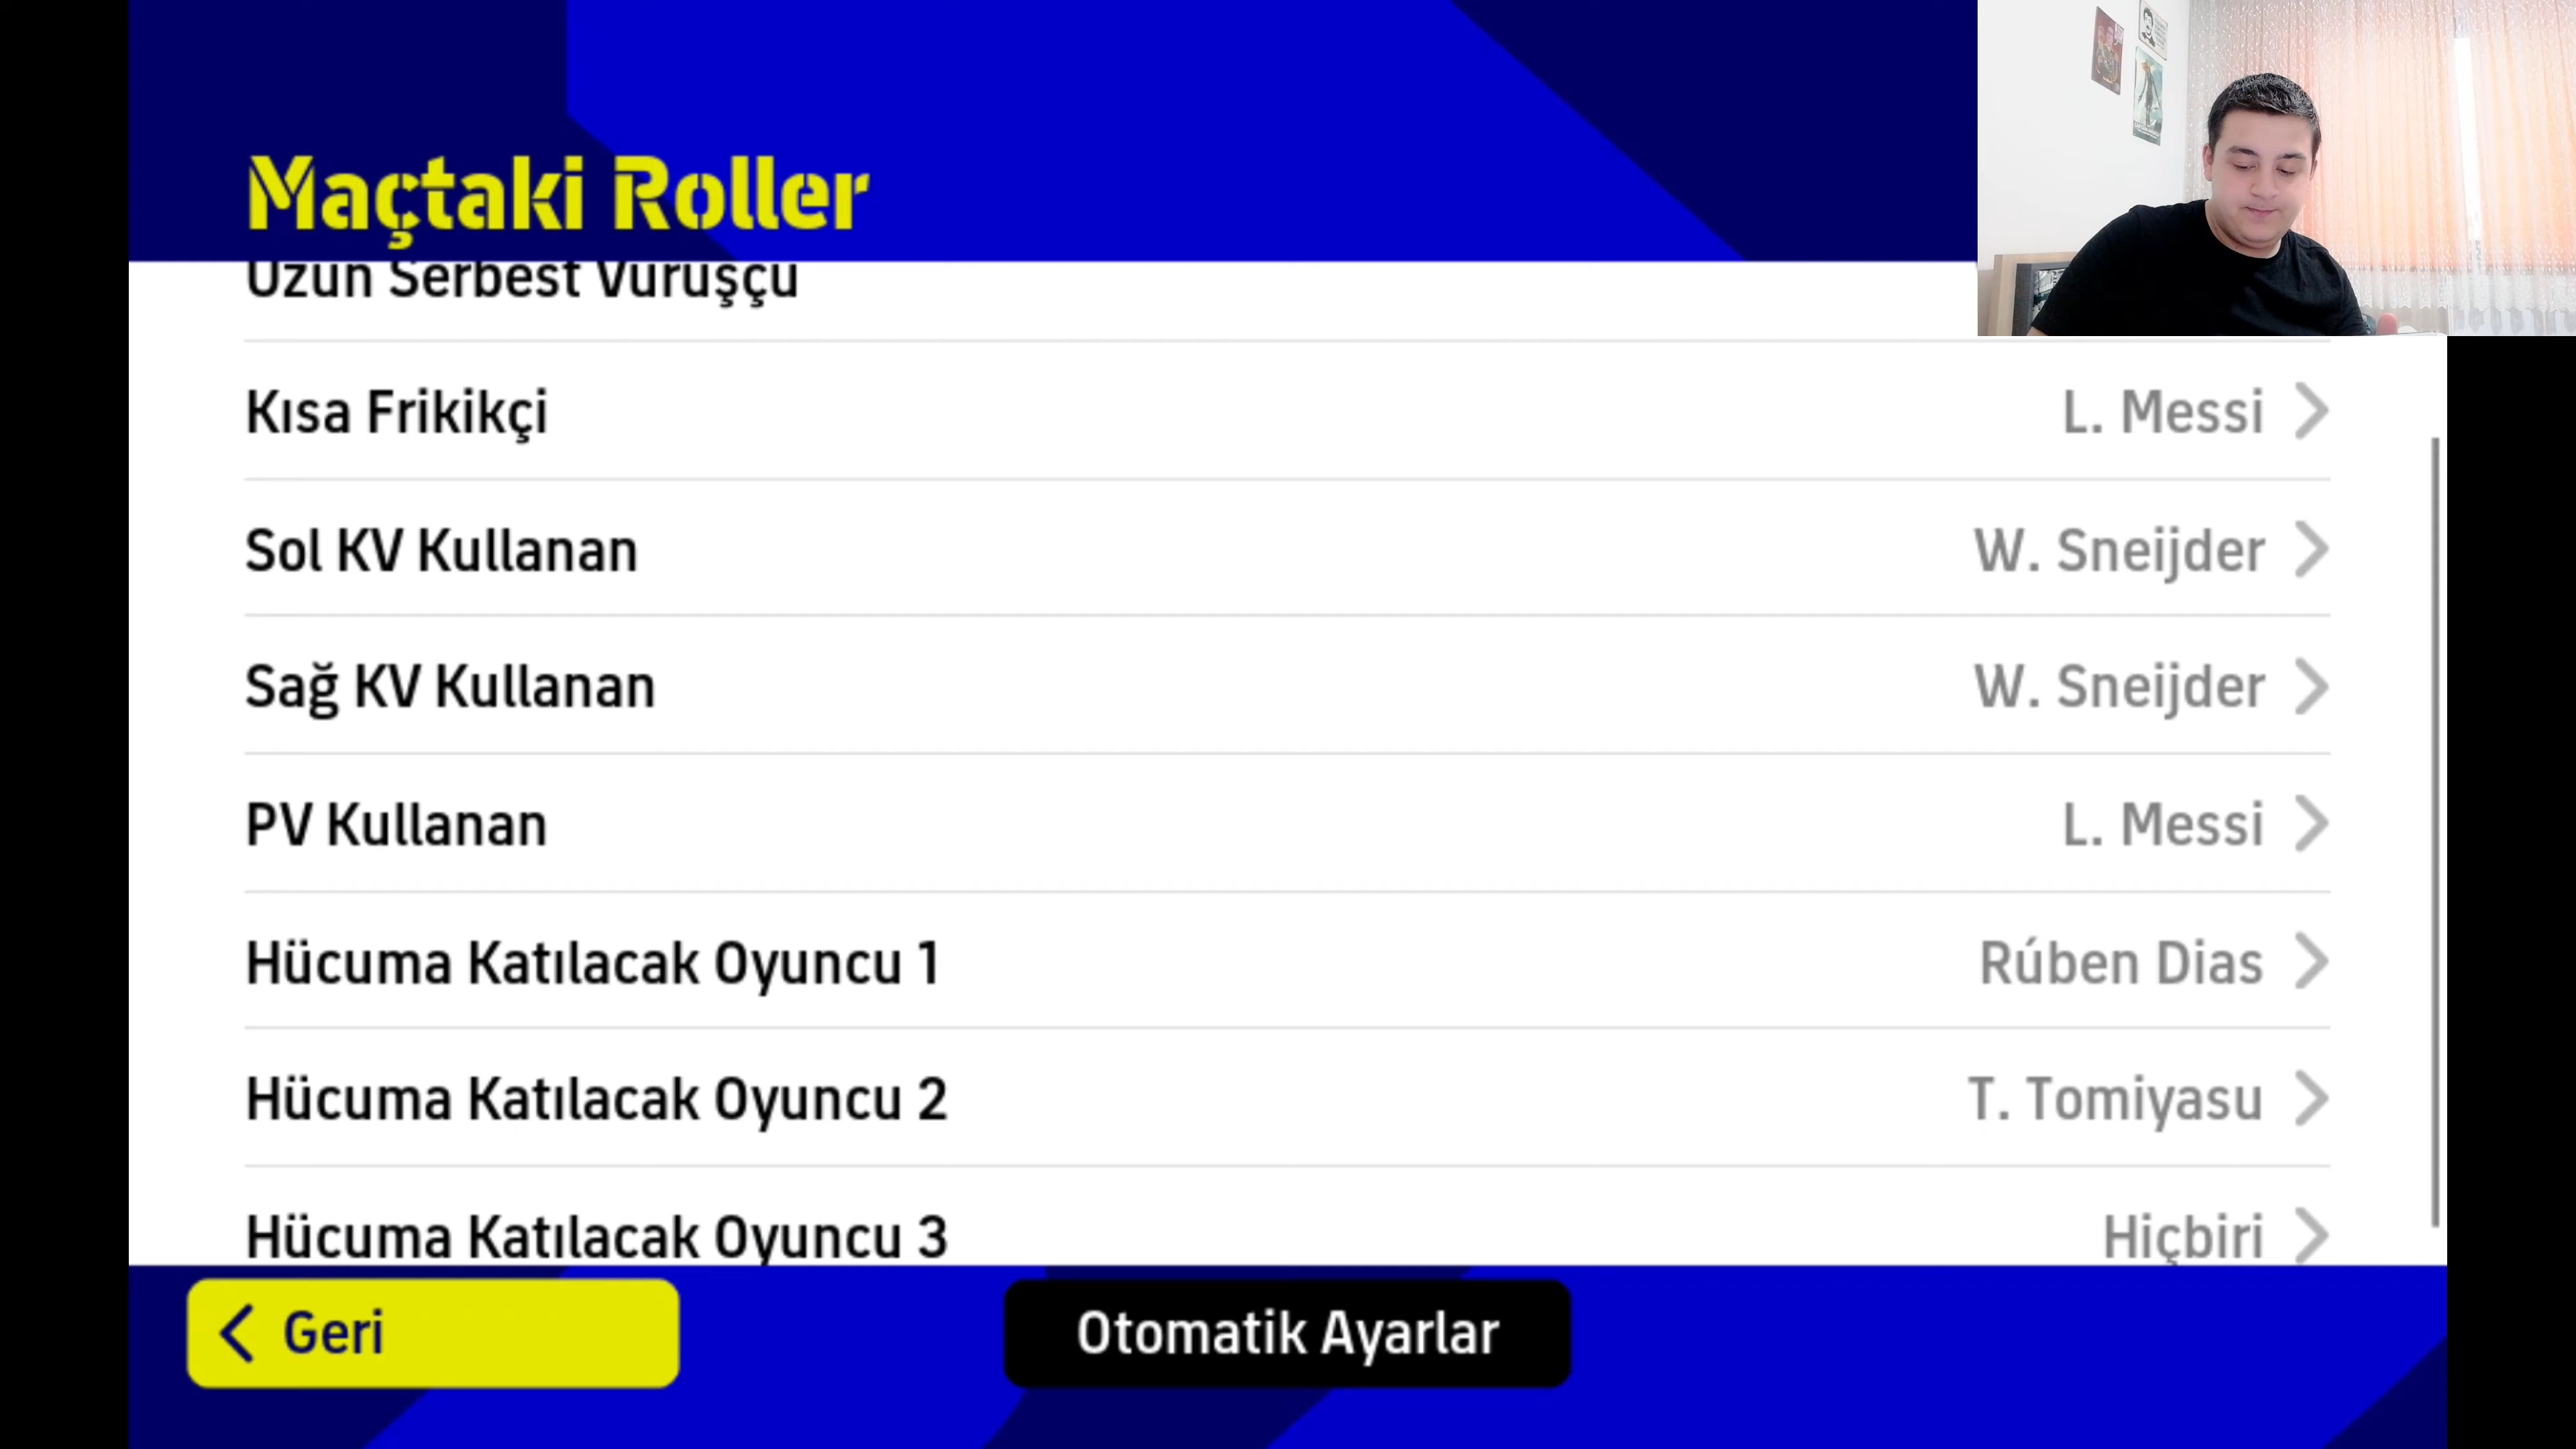 Maçtaki Roller
Uzun Serbest Vuruşçu
Kısa Frikikçi L. Messi
Sol KV Kullanan W. Sneijder
Sağ KV Kullanan W. Sneijder
PV Kullanan L. Messi
Hücuma Katılacak Oyuncu 1 Rúben Dias
Hücuma Katılacak Oyuncu 2 T. Tomiyasu
Hücuma Katılacak Oyuncu 3 Hiçbiri
Geri Otomatik Ayarlar